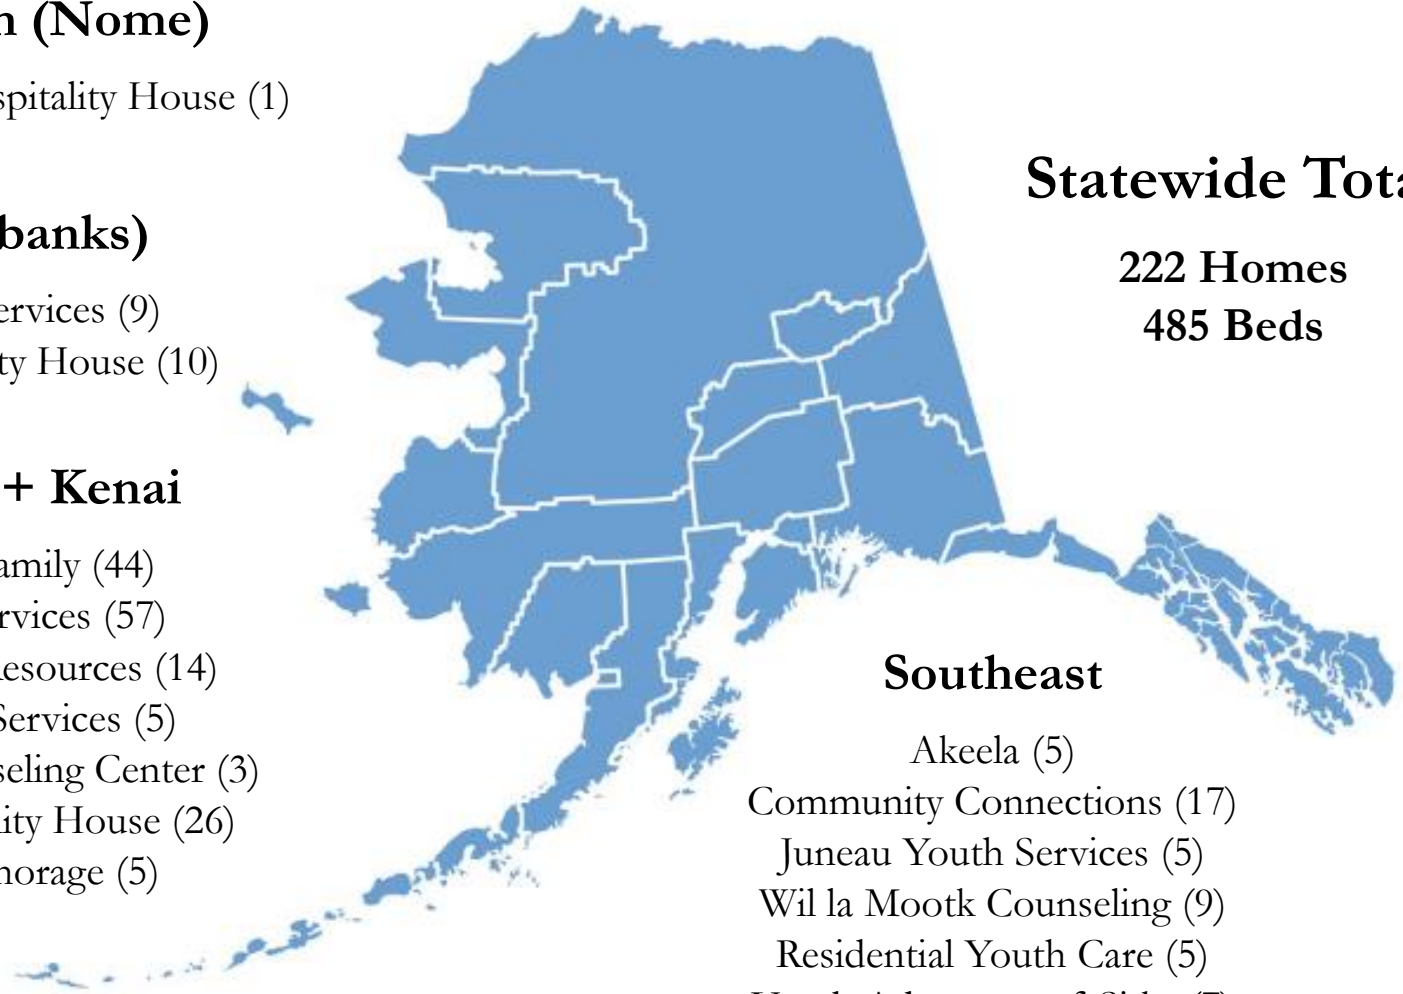 (Nome)
Hospitality House (1)
banks)
ervices (9)
ty House (10)
+ Kenai
amily (44)
rvices (57)
esources (14)
Services (5)
seling Center (3)
ity House (26)
horage (5)
Statewide Tota
222 Homes
485 Beds
Southeast
Akeela (5)
Community Connections (17)
Juneau Youth Services (5)
Wil la Mootk Counseling (9)
Residential Youth Care (5)